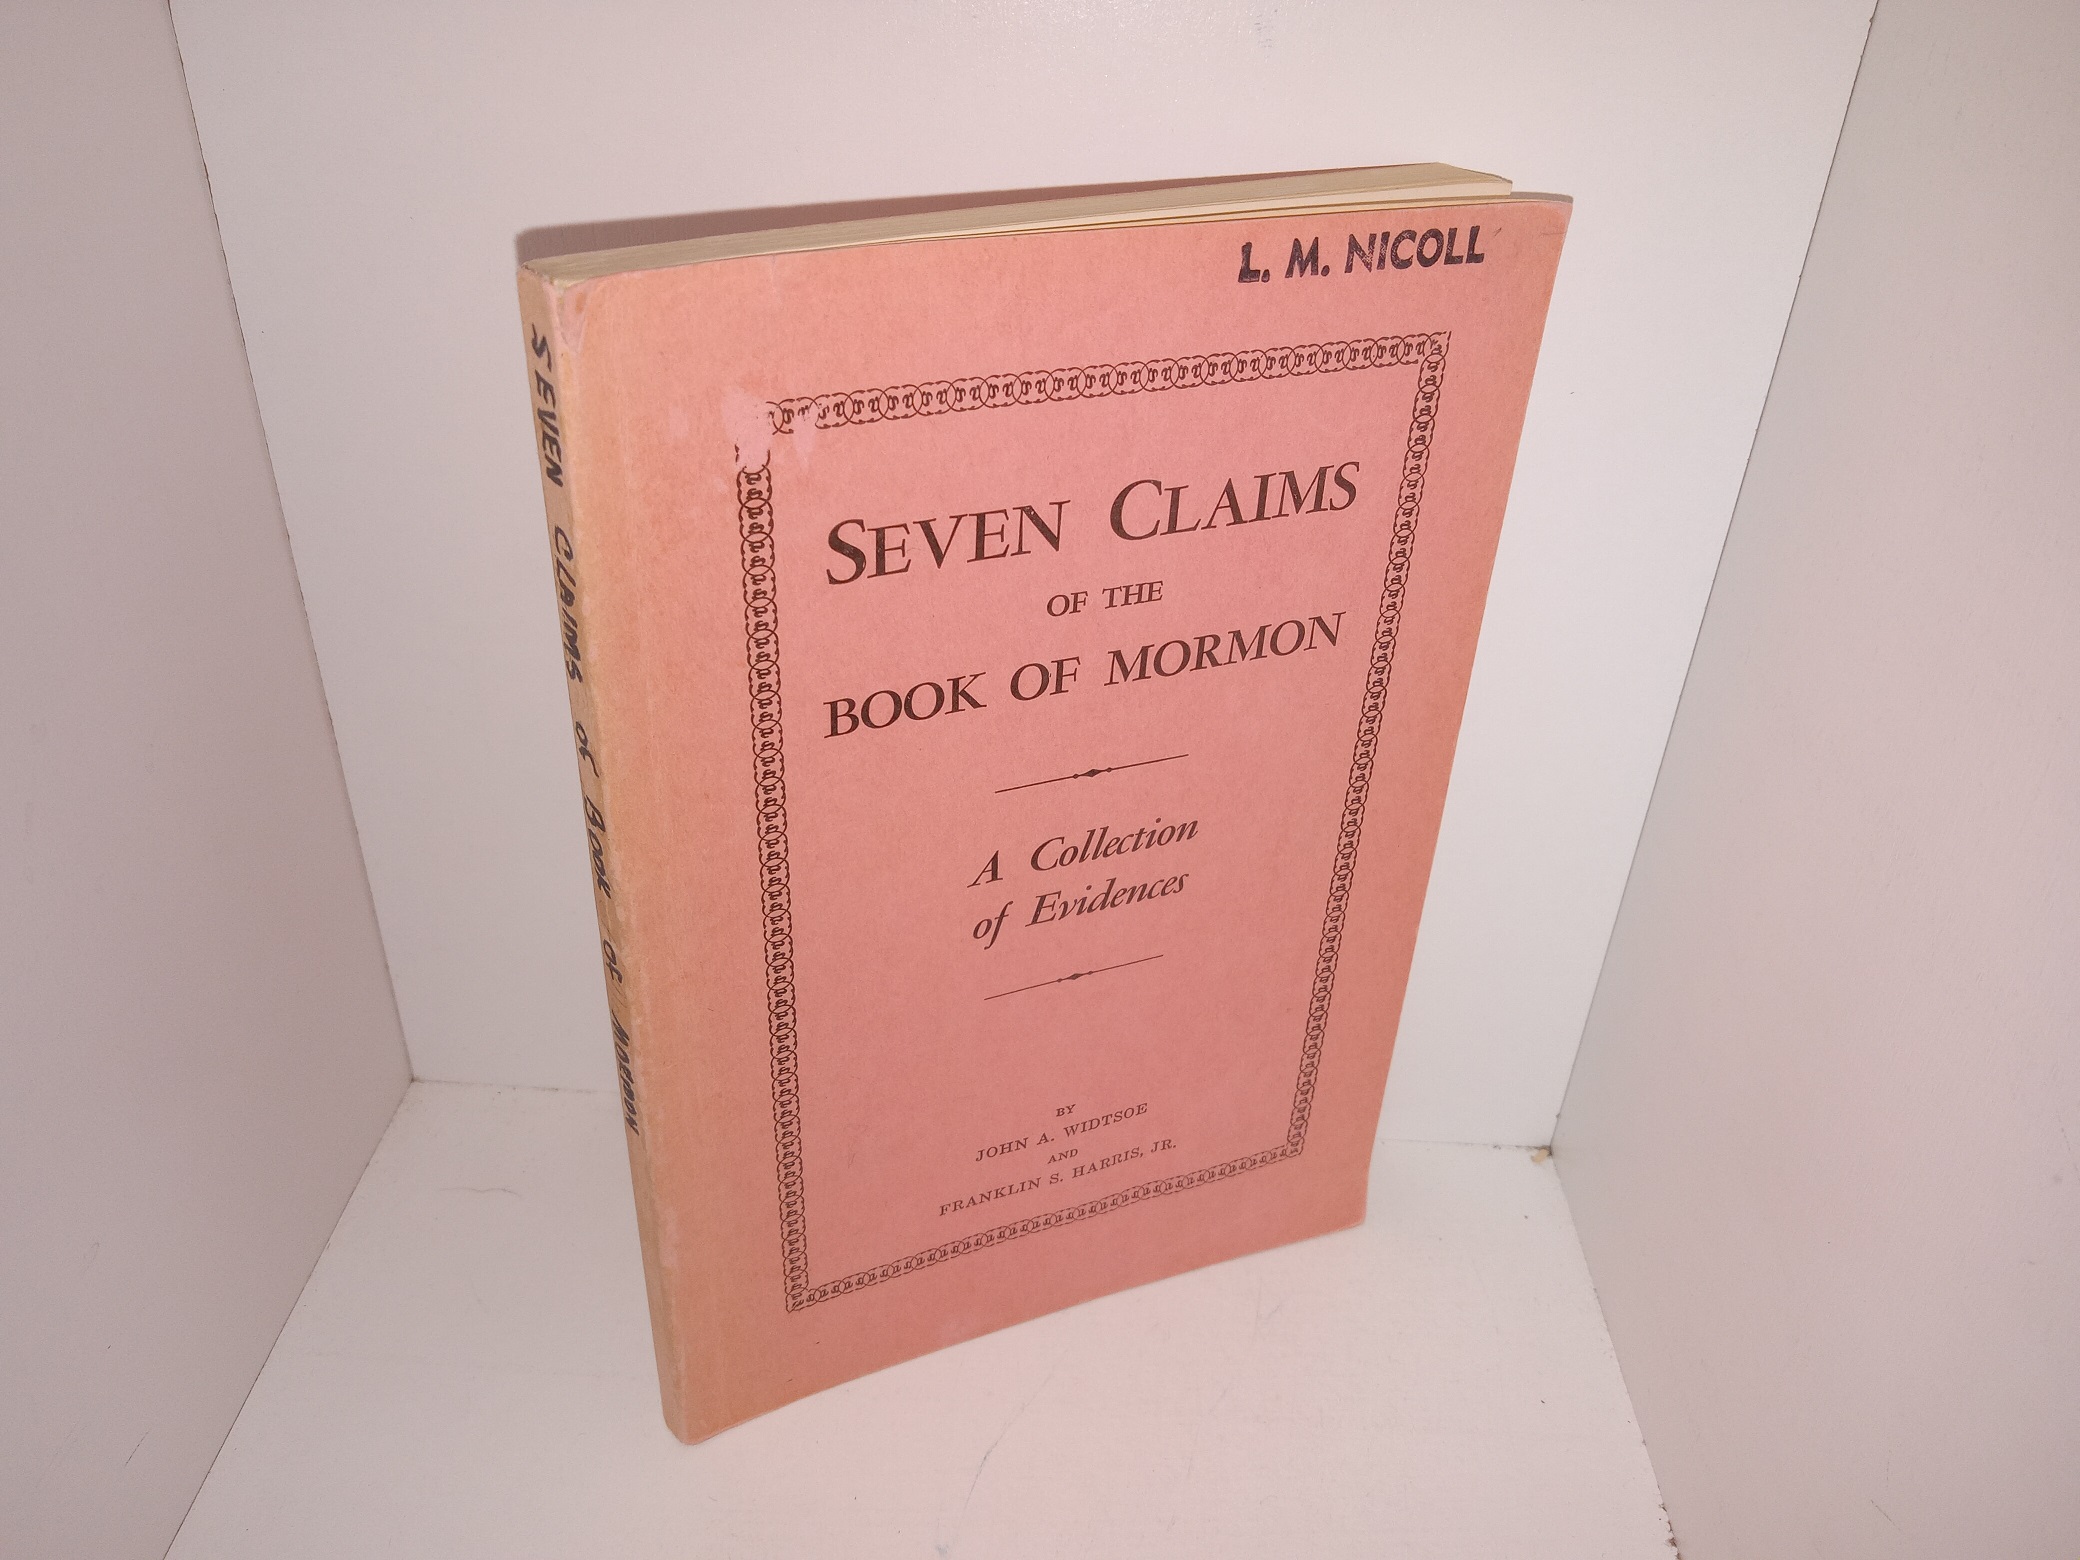 L. M. NICOLL
SEVEN CLAIMS
OF THE
BOOK OF MORMON
A Collection
of Evidences
BY
JOHN A. WIDTSOE
AND
FRANKLIN S. HARRIS, JR.
SEVEN CLAIMS of BOOK OF MORMON